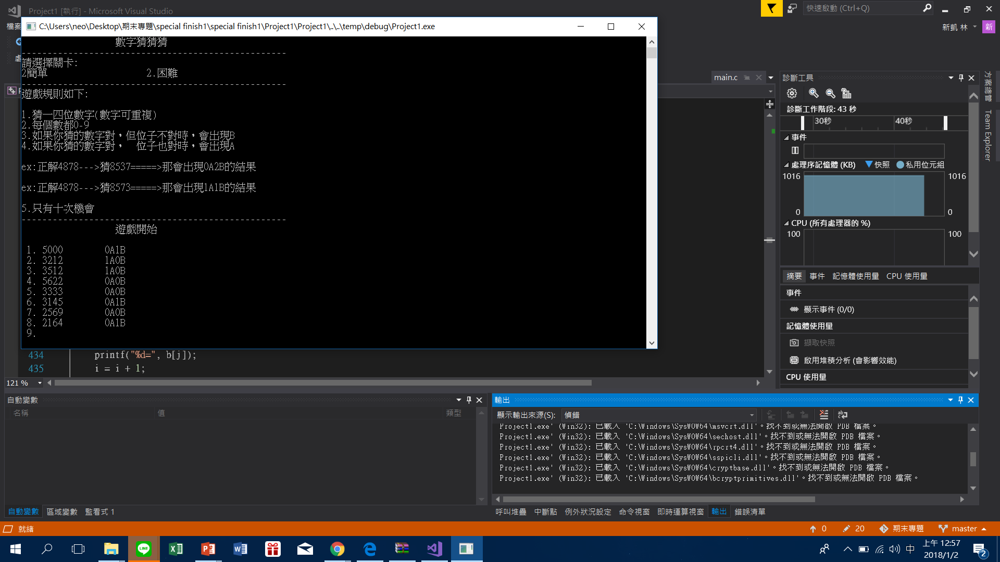 Project1 [執行] - Microsoft Visual Studio
快速啟動 (Ctrl+Q)
檔案
新凱 林
新
C:\Users\neo\Desktop\期末專題\special finish1\special finish1\Project1\Project1\..\..\temp\debug\Project1.exe
數字猜猜猜
---------------------------------------------------
請選擇關卡:
2簡單 2.困難
---------------------------------------------------
遊戲規則如下:
1.猜一四位數字(數字可重複)
2.每個數都0-9
3.如果你猜的數字對，但位子不對時，會出現B
4.如果你猜的數字對，　位子也對時，會出現A
ex:正解4878--->猜8537=====>那會出現0A2B的結果
ex:正解4878--->猜8573=====>那會出現1A1B的結果
5.只有十次機會
---------------------------------------------------
遊戲開始
1. 5000 0A1B
2. 3212 1A0B
3. 3512 1A0B
4. 5622 0A0B
5. 3333 0A0B
6. 3145 0A1B
7. 2569 0A0B
8. 2164 0A1B
9.
main.c
434 printf("%d=", b[j]);
435 i = i + 1;
121 %
診斷工具
診斷工作階段: 43 秒
30秒 40秒
事件
處理序記憶體 (KB) 快照 私用位元組
1016 1016
0 0
CPU (所有處理器的 %)
100 100
摘要 事件 記憶體使用量 CPU 使用量
事件
顯示事件 (0/0)
記憶體使用量
擷取快照
啟用堆積分析 (會影響效能)
CPU 使用量
方案總管
Team Explorer
自動變數
名稱 值 類型
自動變數 區域變數 監看式 1
輸出
顯示輸出來源(S): 偵錯
Project1.exe' (Win32): 已載入 'C:\Windows\SysWOW64\msvcrt.dll'。找不到或無法開啟 PDB 檔案。
Project1.exe' (Win32): 已載入 'C:\Windows\SysWOW64\sechost.dll'。找不到或無法開啟 PDB 檔案。
Project1.exe' (Win32): 已載入 'C:\Windows\SysWOW64\rpcrt4.dll'。找不到或無法開啟 PDB 檔案。
Project1.exe' (Win32): 已載入 'C:\Windows\SysWOW64\sspicli.dll'。找不到或無法開啟 PDB 檔案。
Project1.exe' (Win32): 已載入 'C:\Windows\SysWOW64\cryptbase.dll'。找不到或無法開啟 PDB 檔案。
Project1.exe' (Win32): 已載入 'C:\Windows\SysWOW64\bcryptprimitives.dll'。找不到或無法開啟 PDB 檔案。
呼叫堆疊 中斷點 例外狀況設定 命令視窗 即時運算視窗 輸出 錯誤清單
就緒
0 20 期末專題 master
LINE
中
上午 12:57
2018/1/2
2